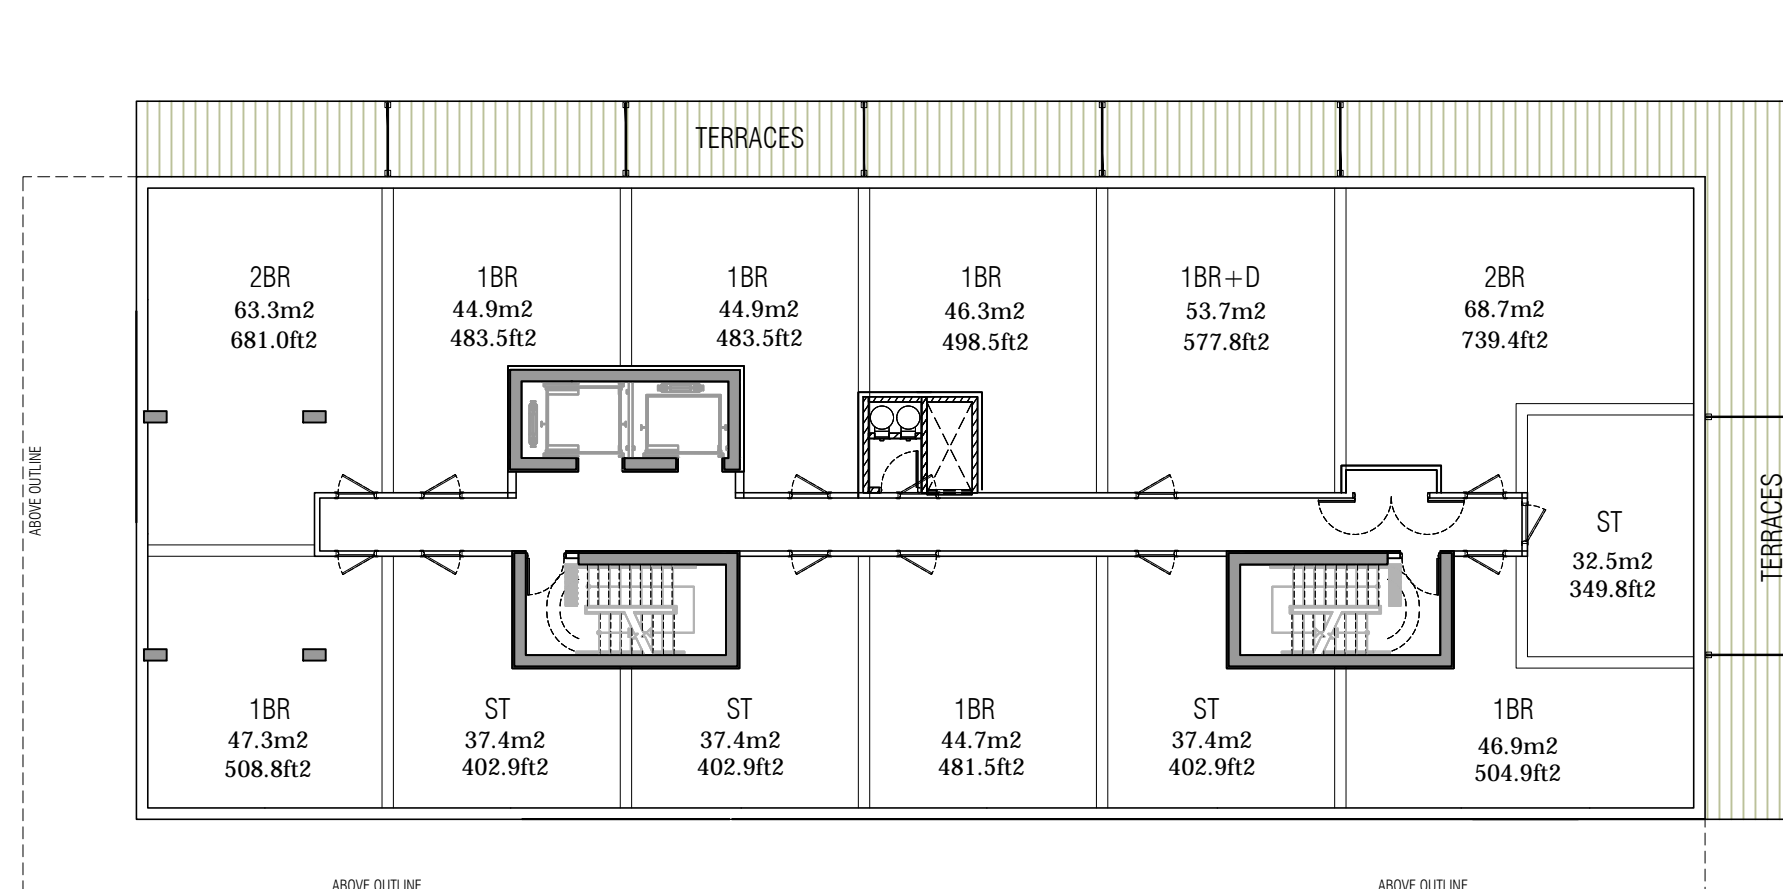 TERRACES
2BR
63.3m2
681.0ft2
1BR
44.9m2
483.5ft2
1BR
44.9m2
483.5ft2
1BR
46.3m2
498.5ft2
1BR+D
53.7m2
577.8ft2
2BR
68.7m2
739.4ft2
ABOVE OUTLINE
ST
32.5m2
349.8ft2
TERRACES
1BR
47.3m2
508.8ft2
ST
37.4m2
402.9ft2
ST
37.4m2
402.9ft2
1BR
44.7m2
481.5ft2
ST
37.4m2
402.9ft2
1BR
46.9m2
504.9ft2
ABOVE OUTLINE
ABOVE OUTLINE